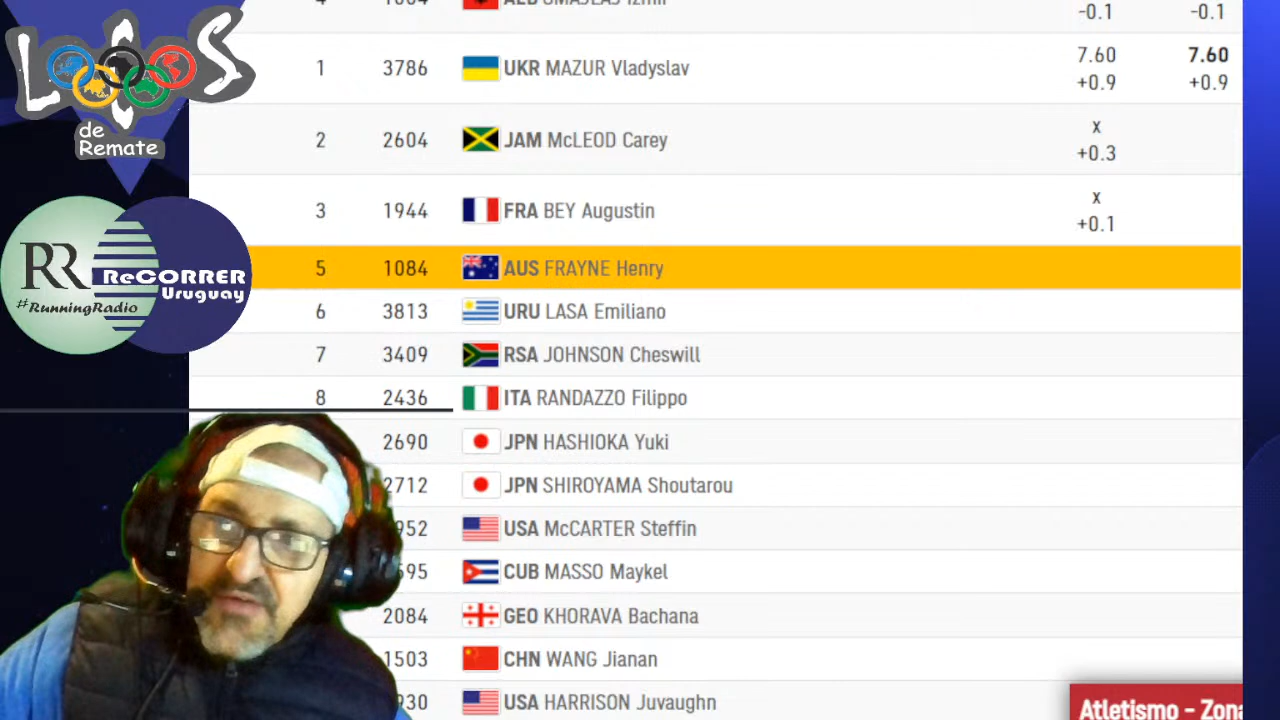 -0.1 -0.1
1 3786 UKR MAZUR Vladyslav 7.60 7.60
+0.9 +0.9
2 2604 JAM McLEOD Carey x
+0.3
3 1944 FRA BEY Augustin x
+0.1
5 1084 AUS FRAYNE Henry
6 3813 URU LASA Emiliano
7 3409 RSA JOHNSON Cheswill
8 2436 ITA RANDAZZO Filippo
2690 JPN HASHIOKA Yuki
2712 JPN SHIROYAMA Shoutarou
952 USA McCARTER Steffin
595 CUB MASSO Maykel
2084 GEO KHORAVA Bachana
1503 CHN WANG Jianan
930 USA HARRISON Juvaughn
LOCOS
de
Remate
RR ReCORRER
Uruguay
#RunningRadio
Atletismo - Zona